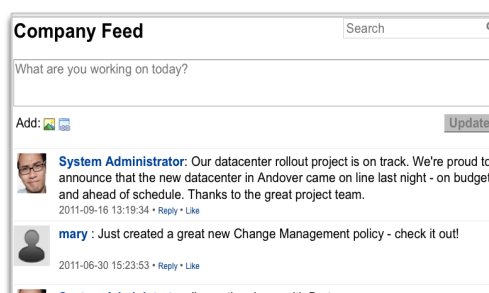 Company Feed
Search
What are you working on today?
Add:
Update
System Administrator: Our datacenter rollout project is on track. We're proud to
announce that the new datacenter in Andover came on line last night - on budget
and ahead of schedule. Thanks to the great project team.
2011-09-16 13:19:34 • Reply • Like
mary : Just created a great new Change Management policy - check it out!
2011-06-30 15:23:53 • Reply • Like